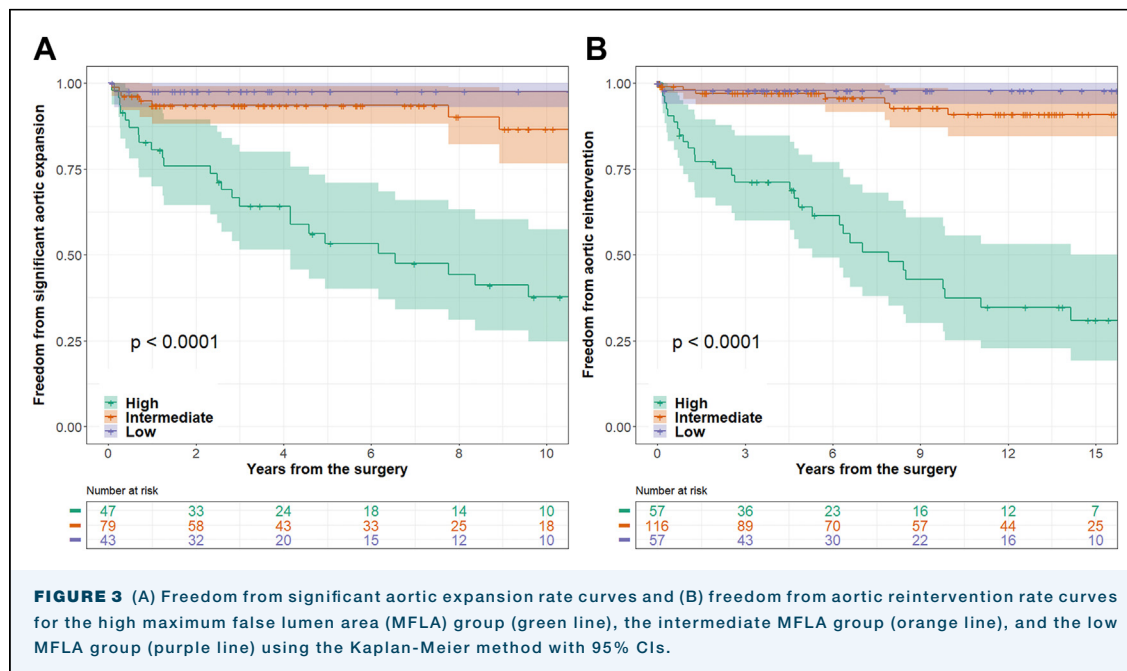 A
Freedom from significant aortic expansion
1.00
0.75
0.50
0.25
0.00
p < 0.0001
High
Intermediate
Low
0 2 4 6 8 10
Years from the surgery
Number at risk
47 33 24 18 14 10
79 58 43 33 25 18
43 32 20 15 12 10
B
Freedom from aortic reintervention
1.00
0.75
0.50
0.25
0.00
p < 0.0001
High
Intermediate
Low
0 3 6 9 12 15
Years from the surgery
Number at risk
57 36 23 16 12 7
116 89 70 57 44 25
57 43 30 22 16 10
FIGURE 3 (A) Freedom from significant aortic expansion rate curves and (B) freedom from aortic reintervention rate curves
for the high maximum false lumen area (MFLA) group (green line), the intermediate MFLA group (orange line), and the low
MFLA group (purple line) using the Kaplan-Meier method with 95% CIs.